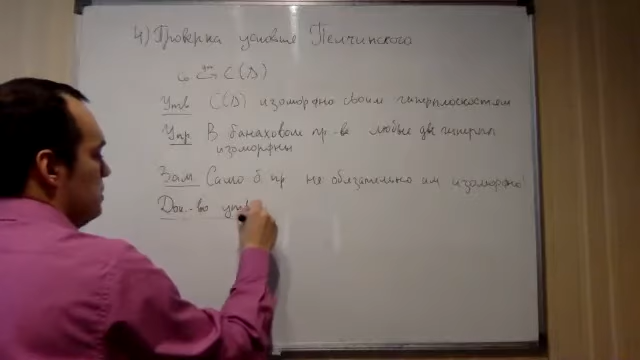 4) Проверка условие Пелчинского
c₀ ⊂ C(Δ)
Утв C(Δ) изоморфно своим гиперплоскостям
Упр. В банаховом пр-ве любые две гиперпл
изоморфны
Зам Само б. пр не обязательно им изоморфно!
Док-во утв